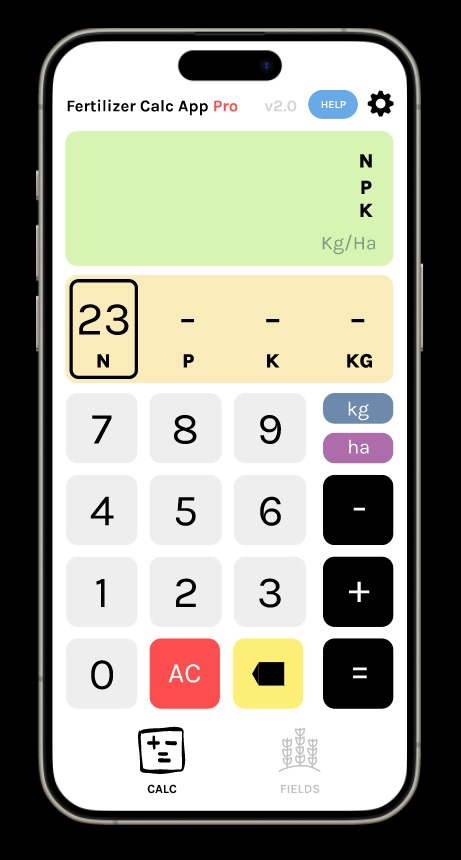 Fertilizer Calc App Pro v2.0 HELP
N
P
K
Kg/Ha
23 - - -
N P K KG
7 8 9 kg
ha
4 5 6 -
1 2 3 +
0 AC =
CALC FIELDS